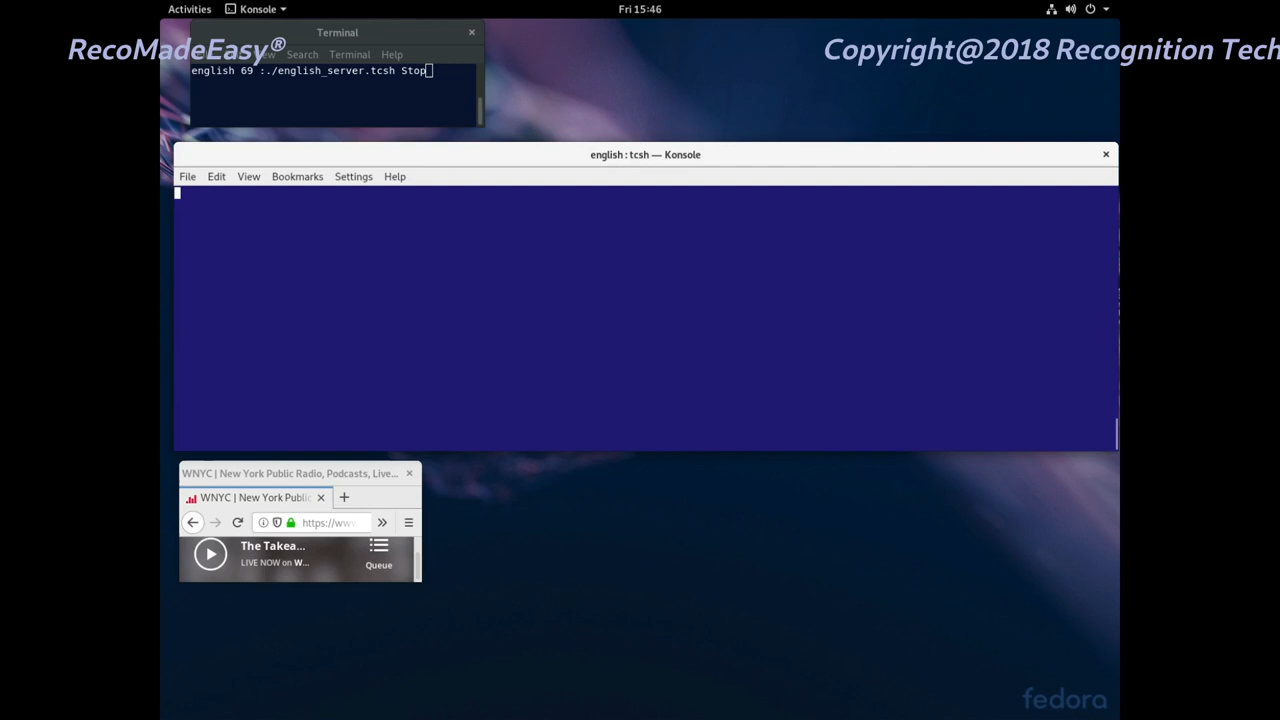 Activities Konsole Fri 15:46
Terminal
RecoMadeEasy® Search Terminal Help
Copyright@2018 Recognition Tech
english 69 :./english_server.tcsh Stop
english : tcsh — Konsole
File Edit View Bookmarks Settings Help
WNYC | New York Public Radio, Podcasts, Live...
WNYC | New York Public
https://www.
The Takea...
LIVE NOW on W...
Queue
fedora